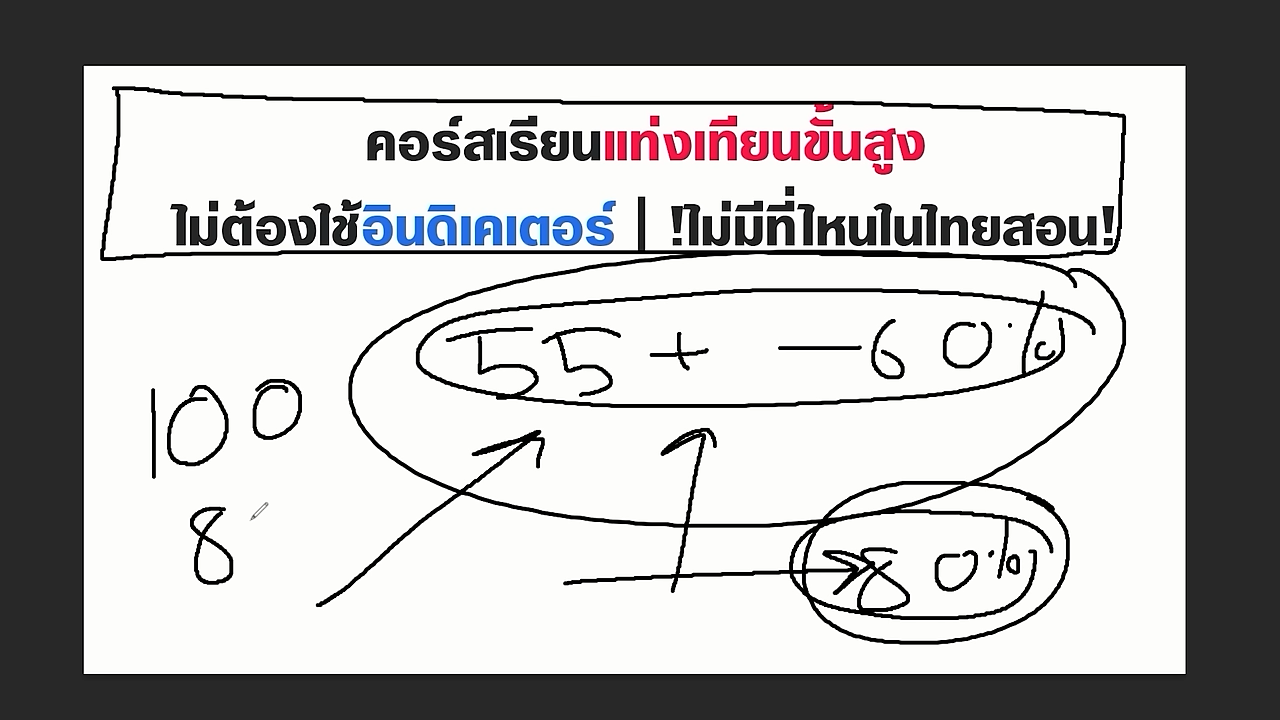 คอร์สเรียนแท่งเทียนขั้นสูง
ไม่ต้องใช้อินดิเคเตอร์ | !ไม่มีที่ไหนในไทยสอน!
55 + — 60%
100
8
80%